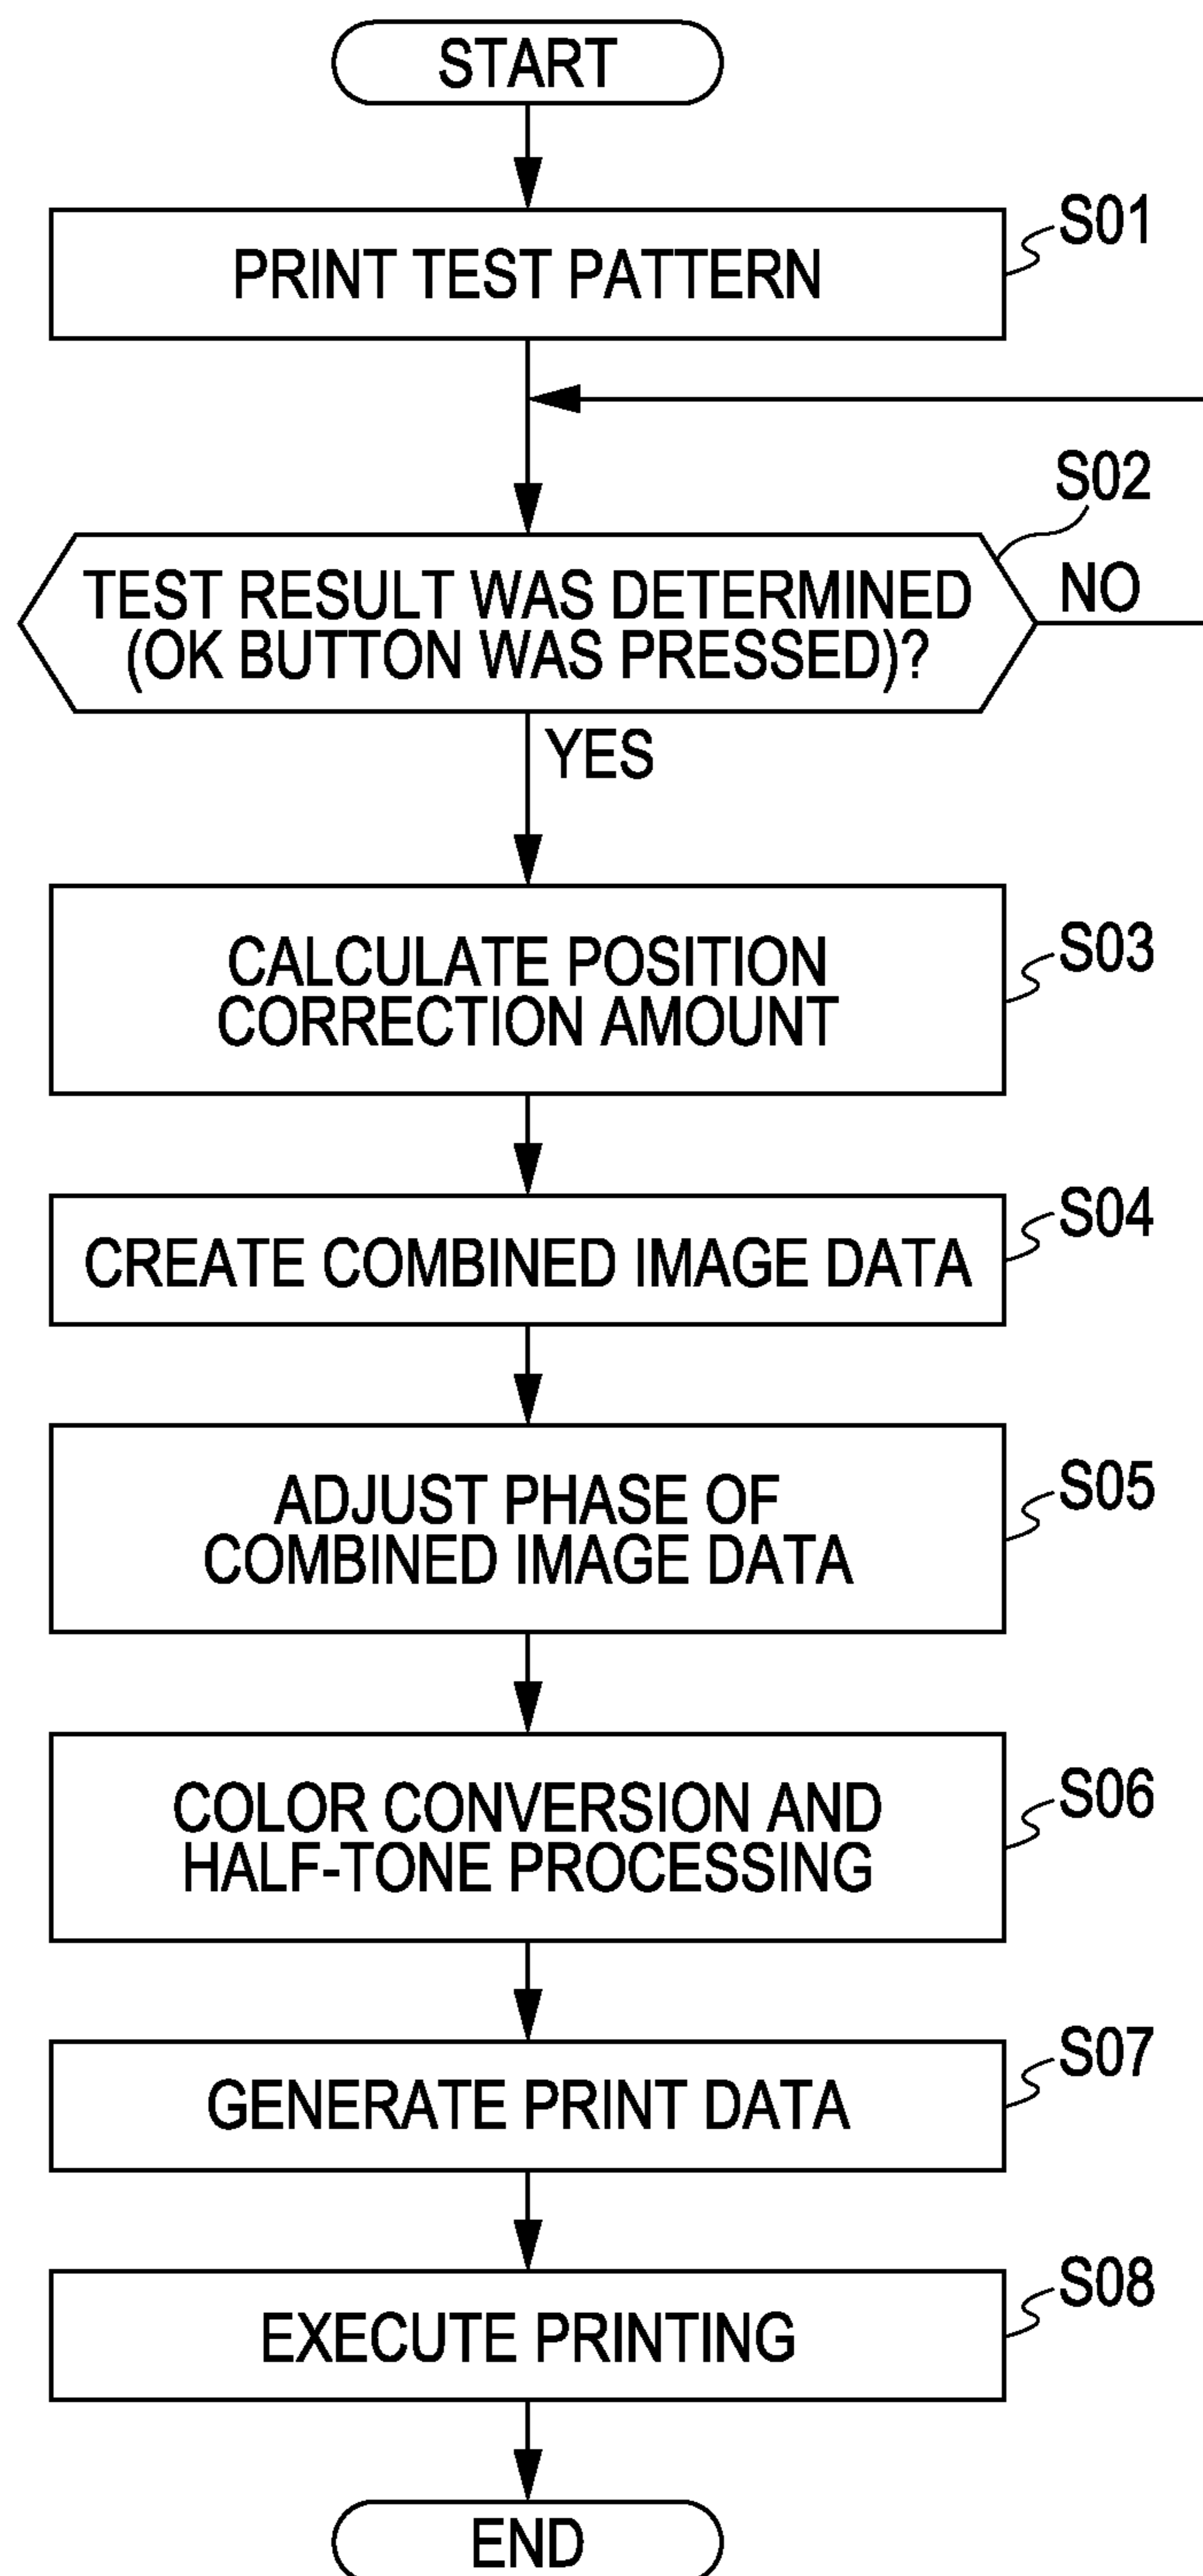 START
S01
PRINT TEST PATTERN
S02
TEST RESULT WAS DETERMINED
(OK BUTTON WAS PRESSED)?
NO
YES
S03
CALCULATE POSITION
CORRECTION AMOUNT
S04
CREATE COMBINED IMAGE DATA
S05
ADJUST PHASE OF
COMBINED IMAGE DATA
S06
COLOR CONVERSION AND
HALF-TONE PROCESSING
S07
GENERATE PRINT DATA
S08
EXECUTE PRINTING
END